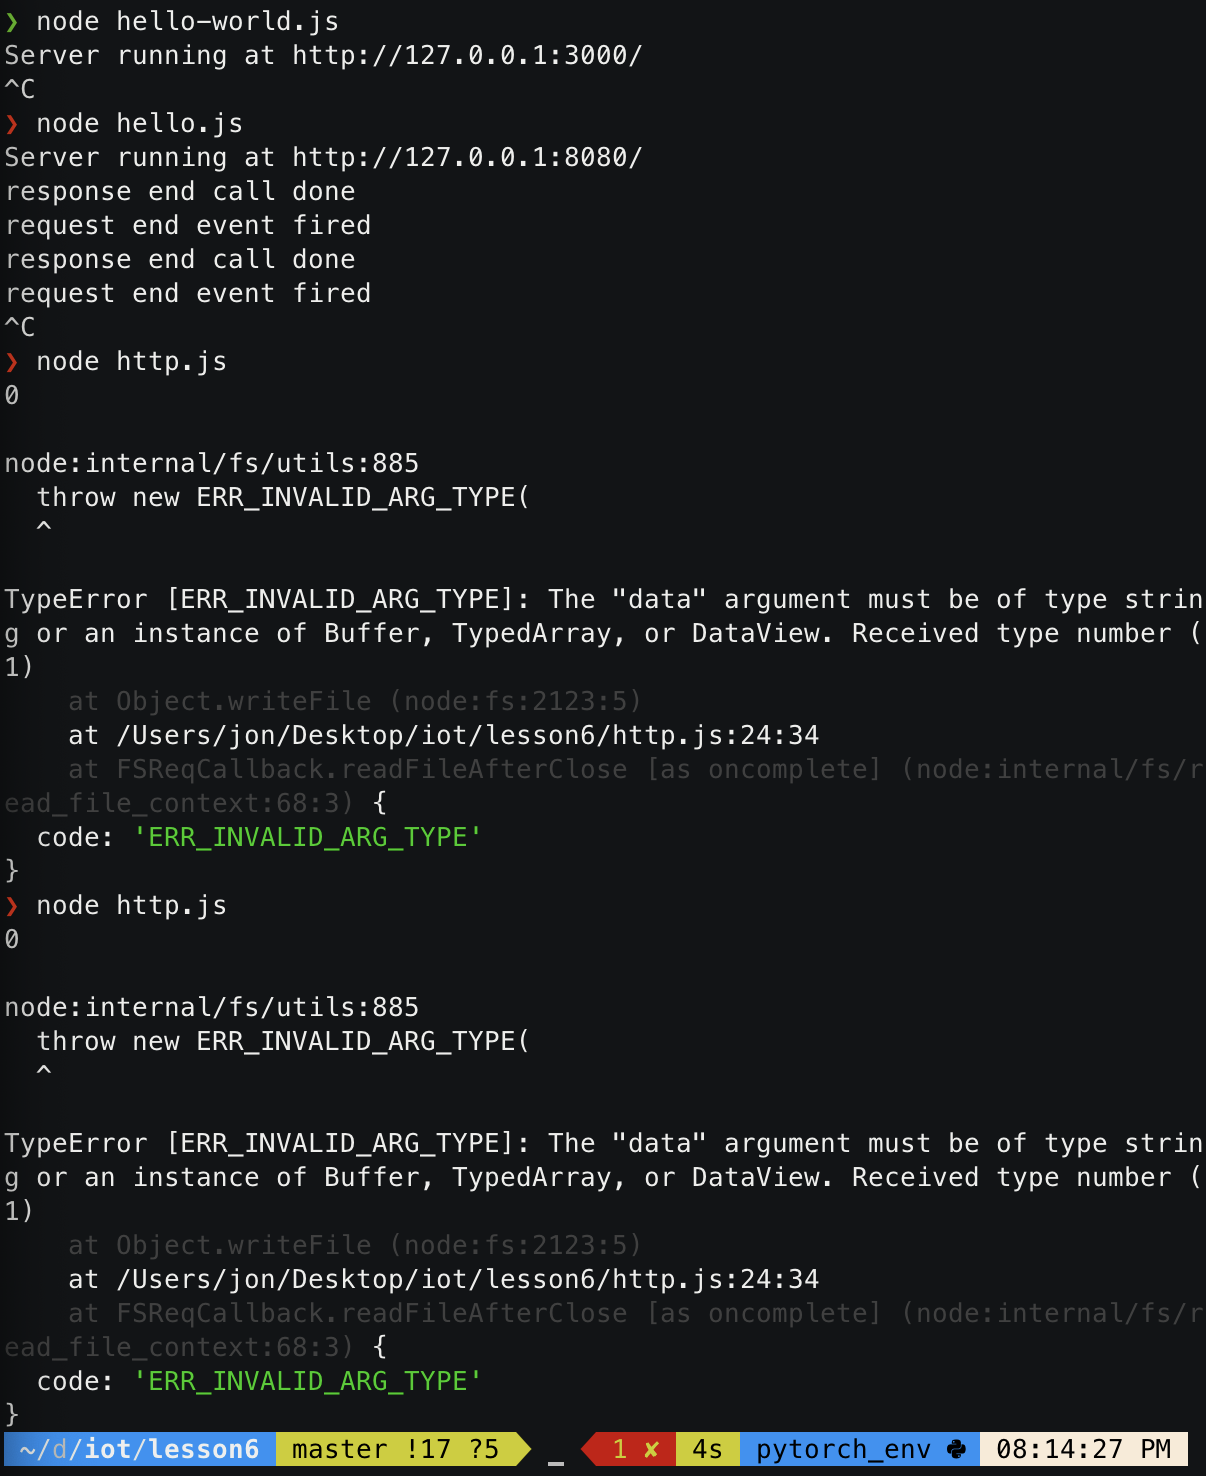 ❯ node hello-world.js
Server running at http://127.0.0.1:3000/
^C
❯ node hello.js
Server running at http://127.0.0.1:8080/
response end call done
request end event fired
response end call done
request end event fired
^C
❯ node http.js
0
node:internal/fs/utils:885
  throw new ERR_INVALID_ARG_TYPE(
  ^
TypeError [ERR_INVALID_ARG_TYPE]: The "data" argument must be of type strin
g or an instance of Buffer, TypedArray, or DataView. Received type number (
1)
    at Object.writeFile (node:fs:2123:5)
    at /Users/jon/Desktop/iot/lesson6/http.js:24:34
    at FSReqCallback.readFileAfterClose [as oncomplete] (node:internal/fs/r
ead_file_context:68:3) {
  code: 'ERR_INVALID_ARG_TYPE'
}
❯ node http.js
0
node:internal/fs/utils:885
  throw new ERR_INVALID_ARG_TYPE(
  ^
TypeError [ERR_INVALID_ARG_TYPE]: The "data" argument must be of type strin
g or an instance of Buffer, TypedArray, or DataView. Received type number (
1)
    at Object.writeFile (node:fs:2123:5)
    at /Users/jon/Desktop/iot/lesson6/http.js:24:34
    at FSReqCallback.readFileAfterClose [as oncomplete] (node:internal/fs/r
ead_file_context:68:3) {
  code: 'ERR_INVALID_ARG_TYPE'
}
~/d/iot/lesson6 master !17 ?5 _ 1 ✘ 4s pytorch_env 08:14:27 PM